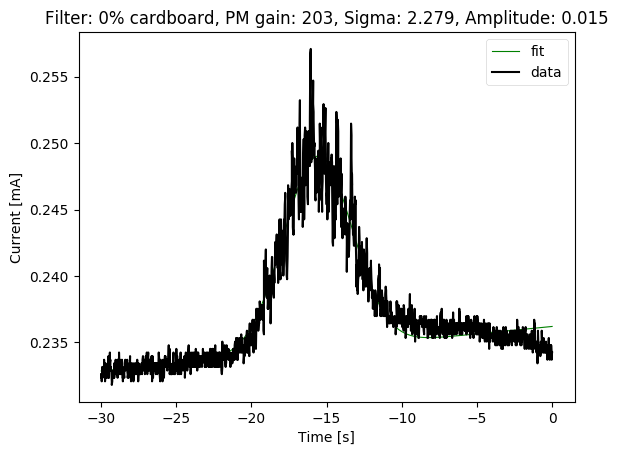 Filter: 0% cardboard, PM gain: 203, Sigma: 2.279, Amplitude: 0.015
fit
data
0.255
0.250
0.245
0.240
0.235
Current [mA]
−30
−25
−20
−15
−10
−5
0
Time [s]